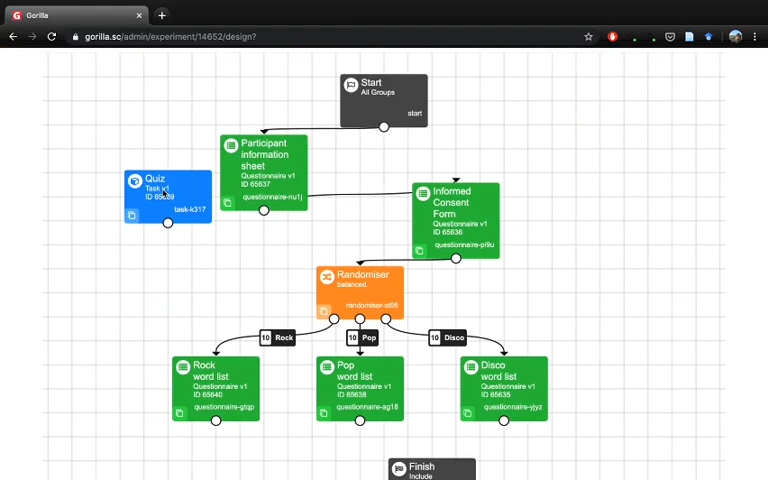 Gorilla
gorilla.sc/admin/experiment/14652/design?
Start
All Groups
start
Participant
information
sheet
Questionnaire v1
ID 65637
questionnaire-nu1j
Quiz
Task v1
ID 65639
task-k317
Informed
Consent
Form
Questionnaire v1
ID 65636
questionnaire-pi9u
Randomiser
balanced
randomiser-st95
10 Rock
10 Pop
10 Disco
Rock
word list
Questionnaire v1
ID 65640
questionnaire-gtqp
Pop
word list
Questionnaire v1
ID 65638
questionnaire-ag18
Disco
word list
Questionnaire v1
ID 65635
questionnaire-yjyz
Finish
Include